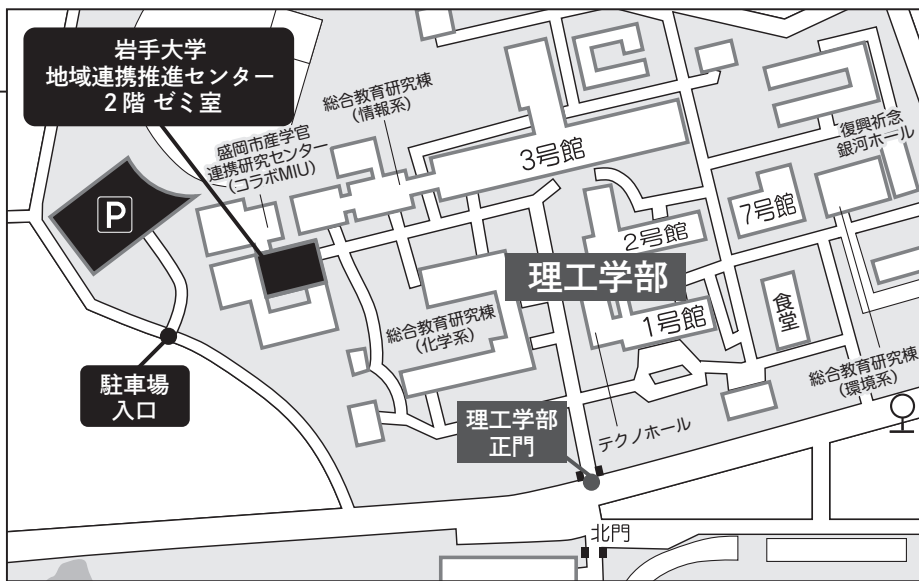 岩手大学
地域連携推進センター
2階 ゼミ室
総合教育研究棟
(情報系)
盛岡市産学官
連携研究センター
(コラボMIU)
3号館
復興祈念
銀河ホール
P
7号館
2号館
理工学部
1号館
食堂
総合教育研究棟
(化学系)
総合教育研究棟
(環境系)
駐車場
入口
理工学部
正門
テクノホール
北門